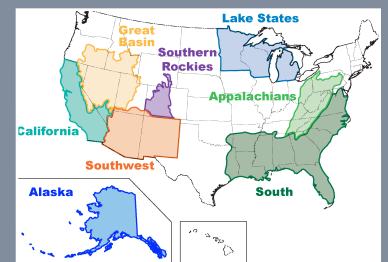 Lake States
Great
Basin
Southern
Rockies
Appalachians
California
Southwest
Alaska
South